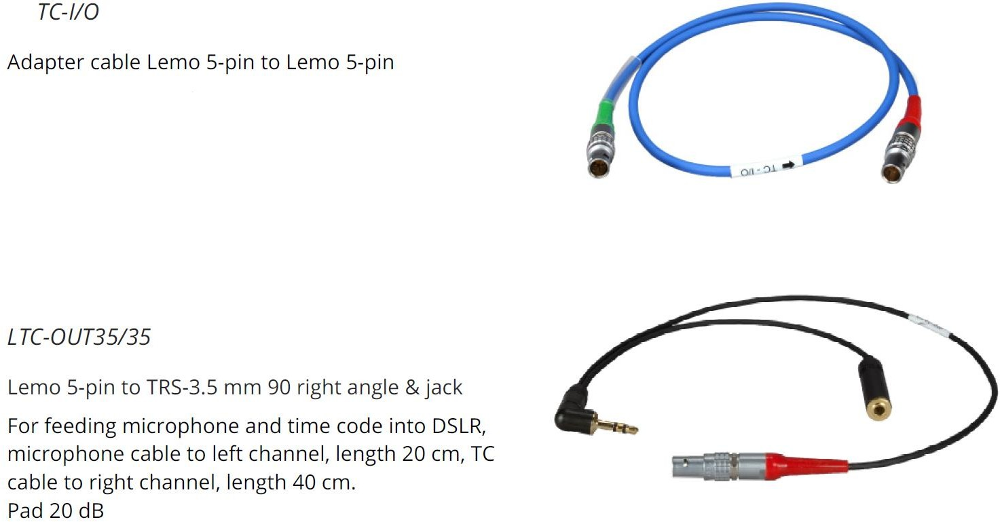 TC-I/O
Adapter cable Lemo 5-pin to Lemo 5-pin
TC - I/O
LTC-OUT35/35
Lemo 5-pin to TRS-3.5 mm 90 right angle & jack
For feeding microphone and time code into DSLR,
microphone cable to left channel, length 20 cm, TC
cable to right channel, length 40 cm.
Pad 20 dB